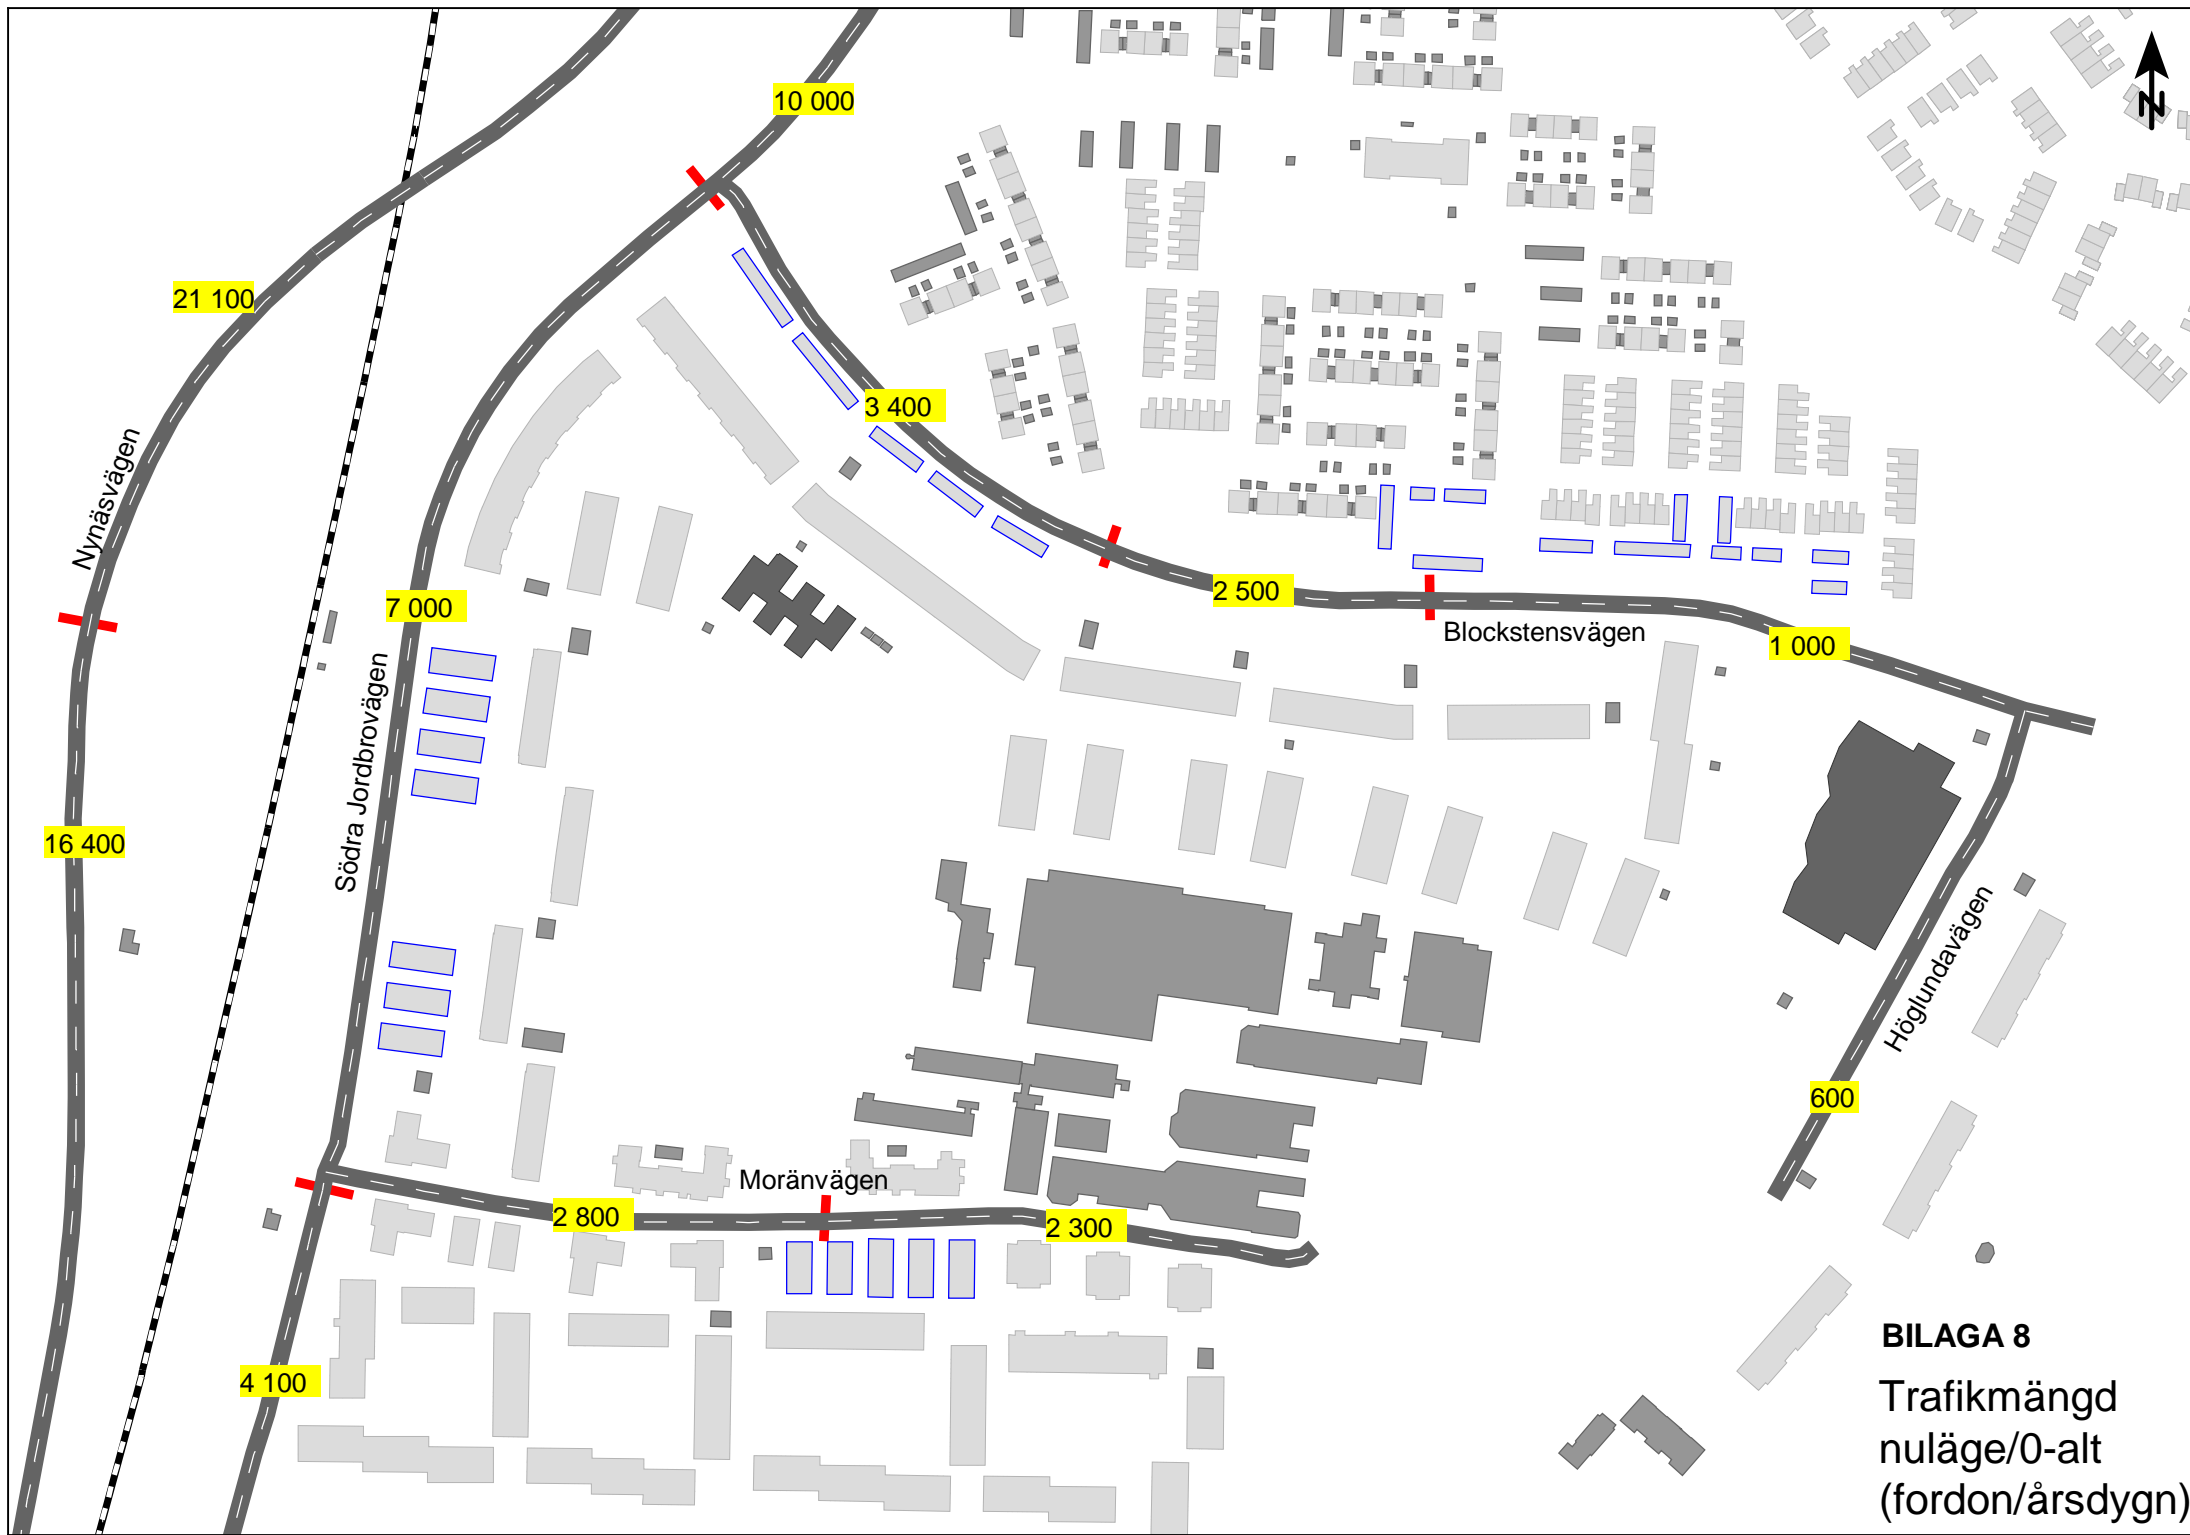 10 000
21 100
3 400
Nynäsvägen
7 000
2 500
Blockstensvägen
1 000
Södra Jordbrovägen
16 400
Höglundavägen
600
Moränvägen
2 800
2 300
4 100
N
BILAGA 8
Trafikmängd
nuläge/0-alt
(fordon/årsdygn)